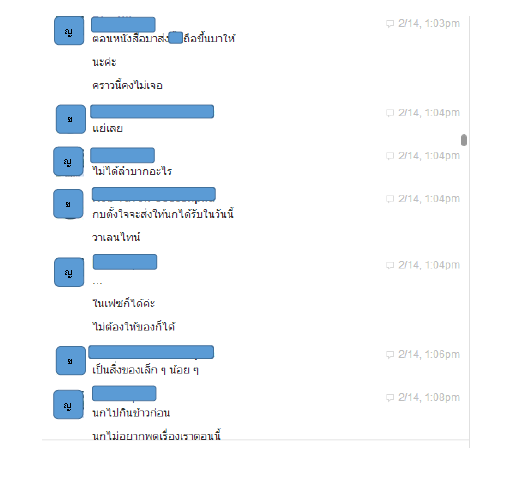 ญ
2/14, 1:03pm
ตอนหนังสือมาส่ง ถือขึ้นมาให้
นะค่ะ
คราวนี้คงไม่เจอ
ช
2/14, 1:04pm
แย่เลย
ญ
2/14, 1:04pm
ไม่ได้ลำบากอะไร
ช
2/14, 1:04pm
กบตั้งใจจะส่งให้นกได้รับในวันนี้
วาเลนไทน์
ญ
2/14, 1:04pm
...
ในเฟซก็ได้ค่ะ
ไม่ต้องให้ของก็ได้
ช
2/14, 1:06pm
เป็นสิ่งของเล็ก ๆ น้อย ๆ
ญ
2/14, 1:08pm
นกไปกินข้าวก่อน
นกไม่อยากพูดเรื่องเราตอนนี้